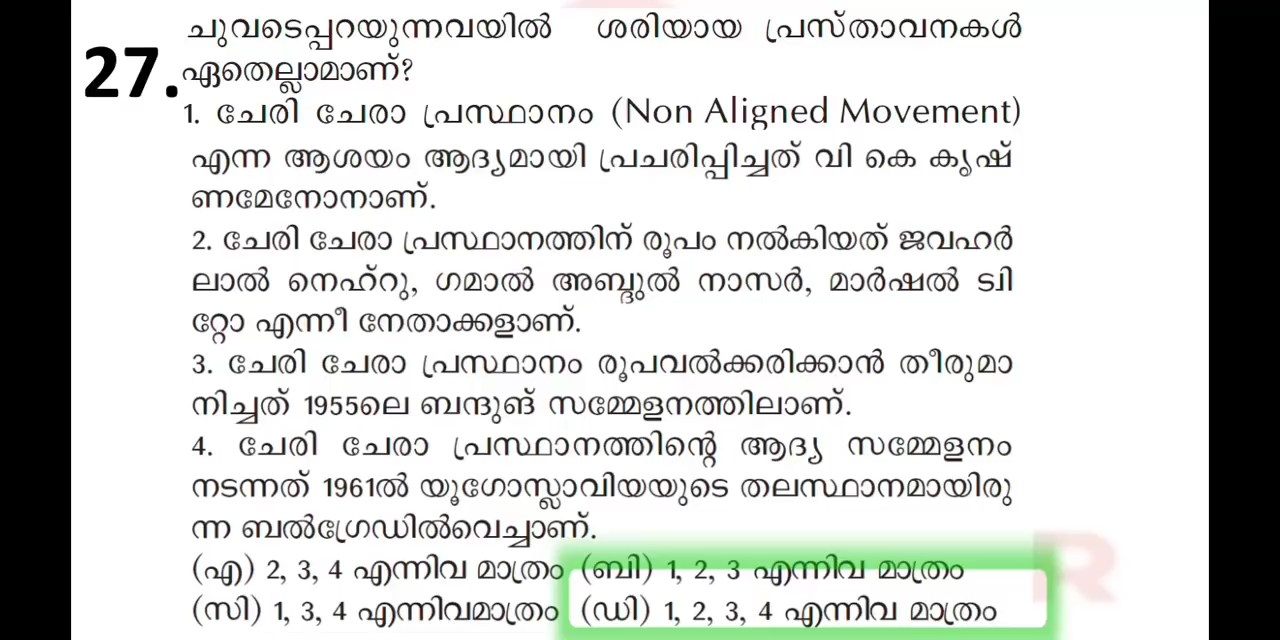 ചുവടെപ്പറയുന്നവയിൽ ശരിയായ പ്രസ്താവനകൾ
27. ഏതെല്ലാമാണ്?
1. ചേരി ചേരാ പ്രസ്ഥാനം (Non Aligned Movement)
എന്ന ആശയം ആദ്യമായി പ്രചരിപ്പിച്ചത് വി കെ കൃഷ്
ണമേനോനാണ്.
2. ചേരി ചേരാ പ്രസ്ഥാനത്തിന് രൂപം നൽകിയത് ജവഹർ
ലാൽ നെഹ്റു, ഗമാൽ അബ്ദുൽ നാസർ, മാർഷൽ ട്വി
റ്റോ എന്നീ നേതാക്കളാണ്.
3. ചേരി ചേരാ പ്രസ്ഥാനം രൂപവൽക്കരിക്കാൻ തീരുമാ
നിച്ചത് 1955ലെ ബന്ദുങ് സമ്മേളനത്തിലാണ്.
4. ചേരി ചേരാ പ്രസ്ഥാനത്തിന്റെ ആദ്യ സമ്മേളനം
നടന്നത് 1961ൽ യൂഗോസ്ലാവിയയുടെ തലസ്ഥാനമായിരു
ന്ന ബൽഗ്രേഡിൽവെച്ചാണ്.
(എ) 2, 3, 4 എന്നിവ മാത്രം (ബി) 1, 2, 3 എന്നിവ മാത്രം
(സി) 1, 3, 4 എന്നിവമാത്രം (ഡി) 1, 2, 3, 4 എന്നിവ മാത്രം
R